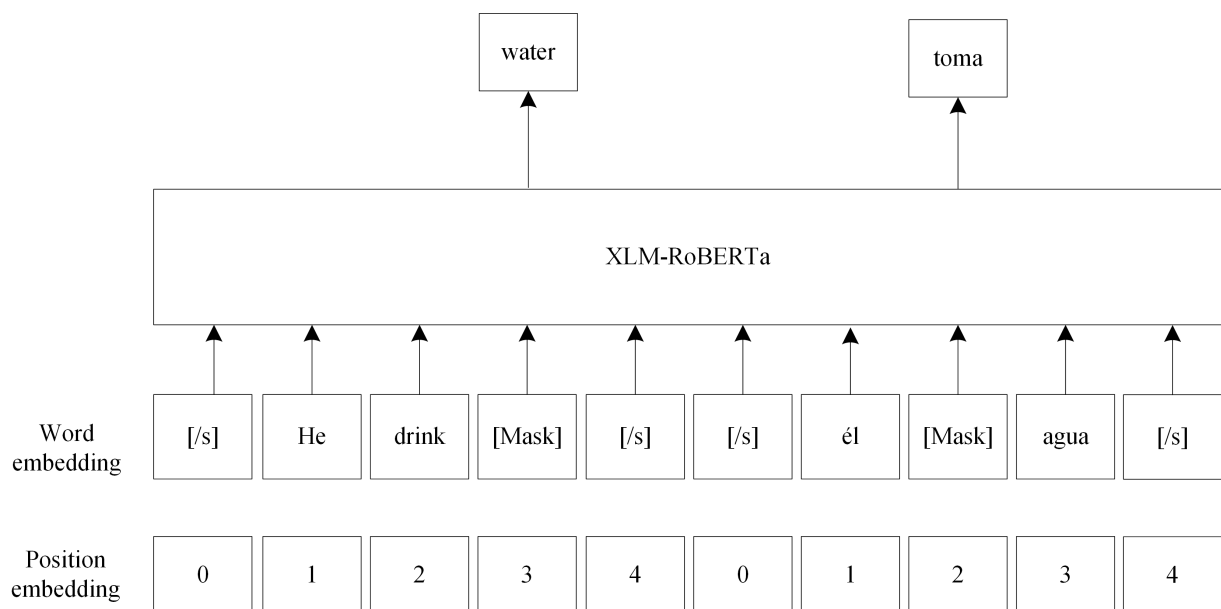 water toma
XLM-RoBERTa
Word
embedding
[/s] He drink [Mask] [/s] [/s] él [Mask] agua [/s]
Position
embedding
0 1 2 3 4 0 1 2 3 4